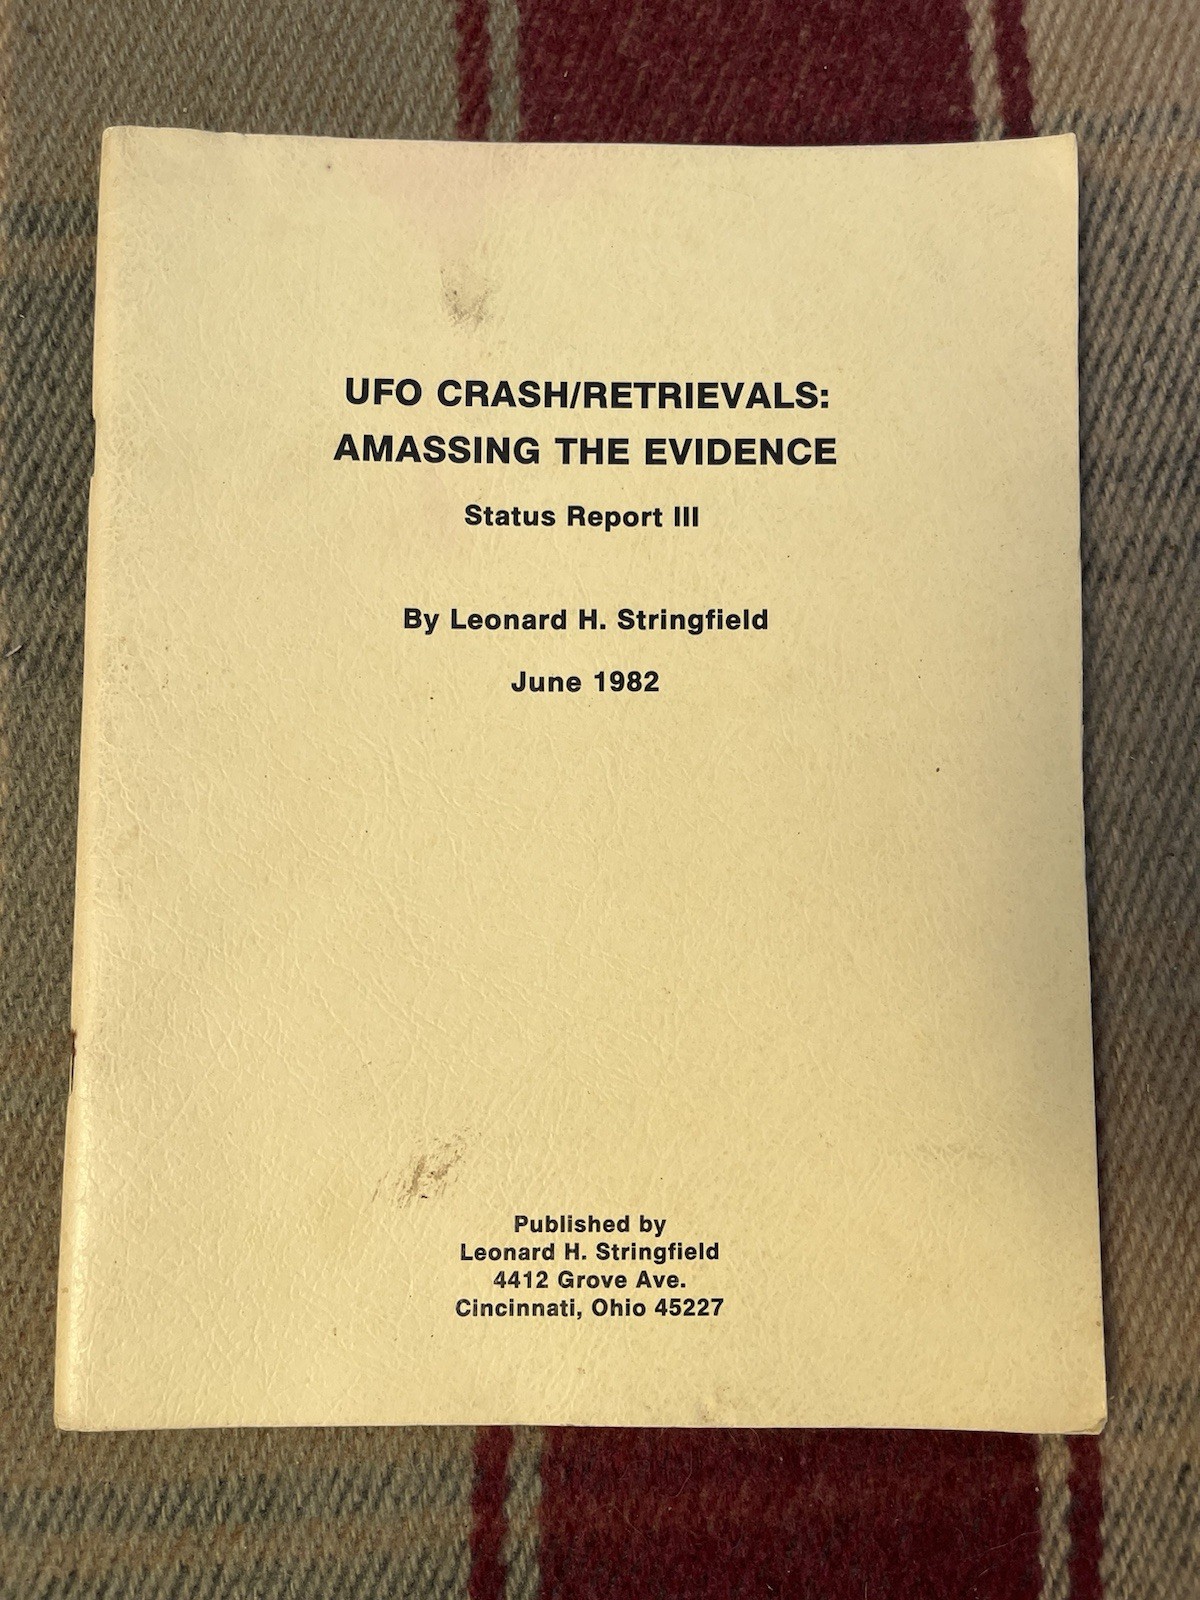 UFO CRASH/RETRIEVALS:
AMASSING THE EVIDENCE
Status Report III
By Leonard H. Stringfield
June 1982
Published by
Leonard H. Stringfield
4412 Grove Ave.
Cincinnati, Ohio 45227